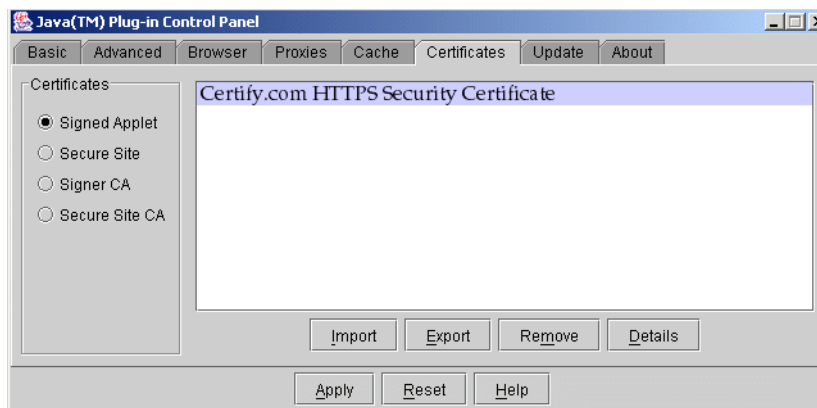 Java(TM) Plug-in Control Panel
Basic Advanced Browser Proxies Cache Certificates Update About
Certificates
Signed Applet
Secure Site
Signer CA
Secure Site CA
Certify.com HTTPS Security Certificate
Import Export Remove Details
Apply Reset Help